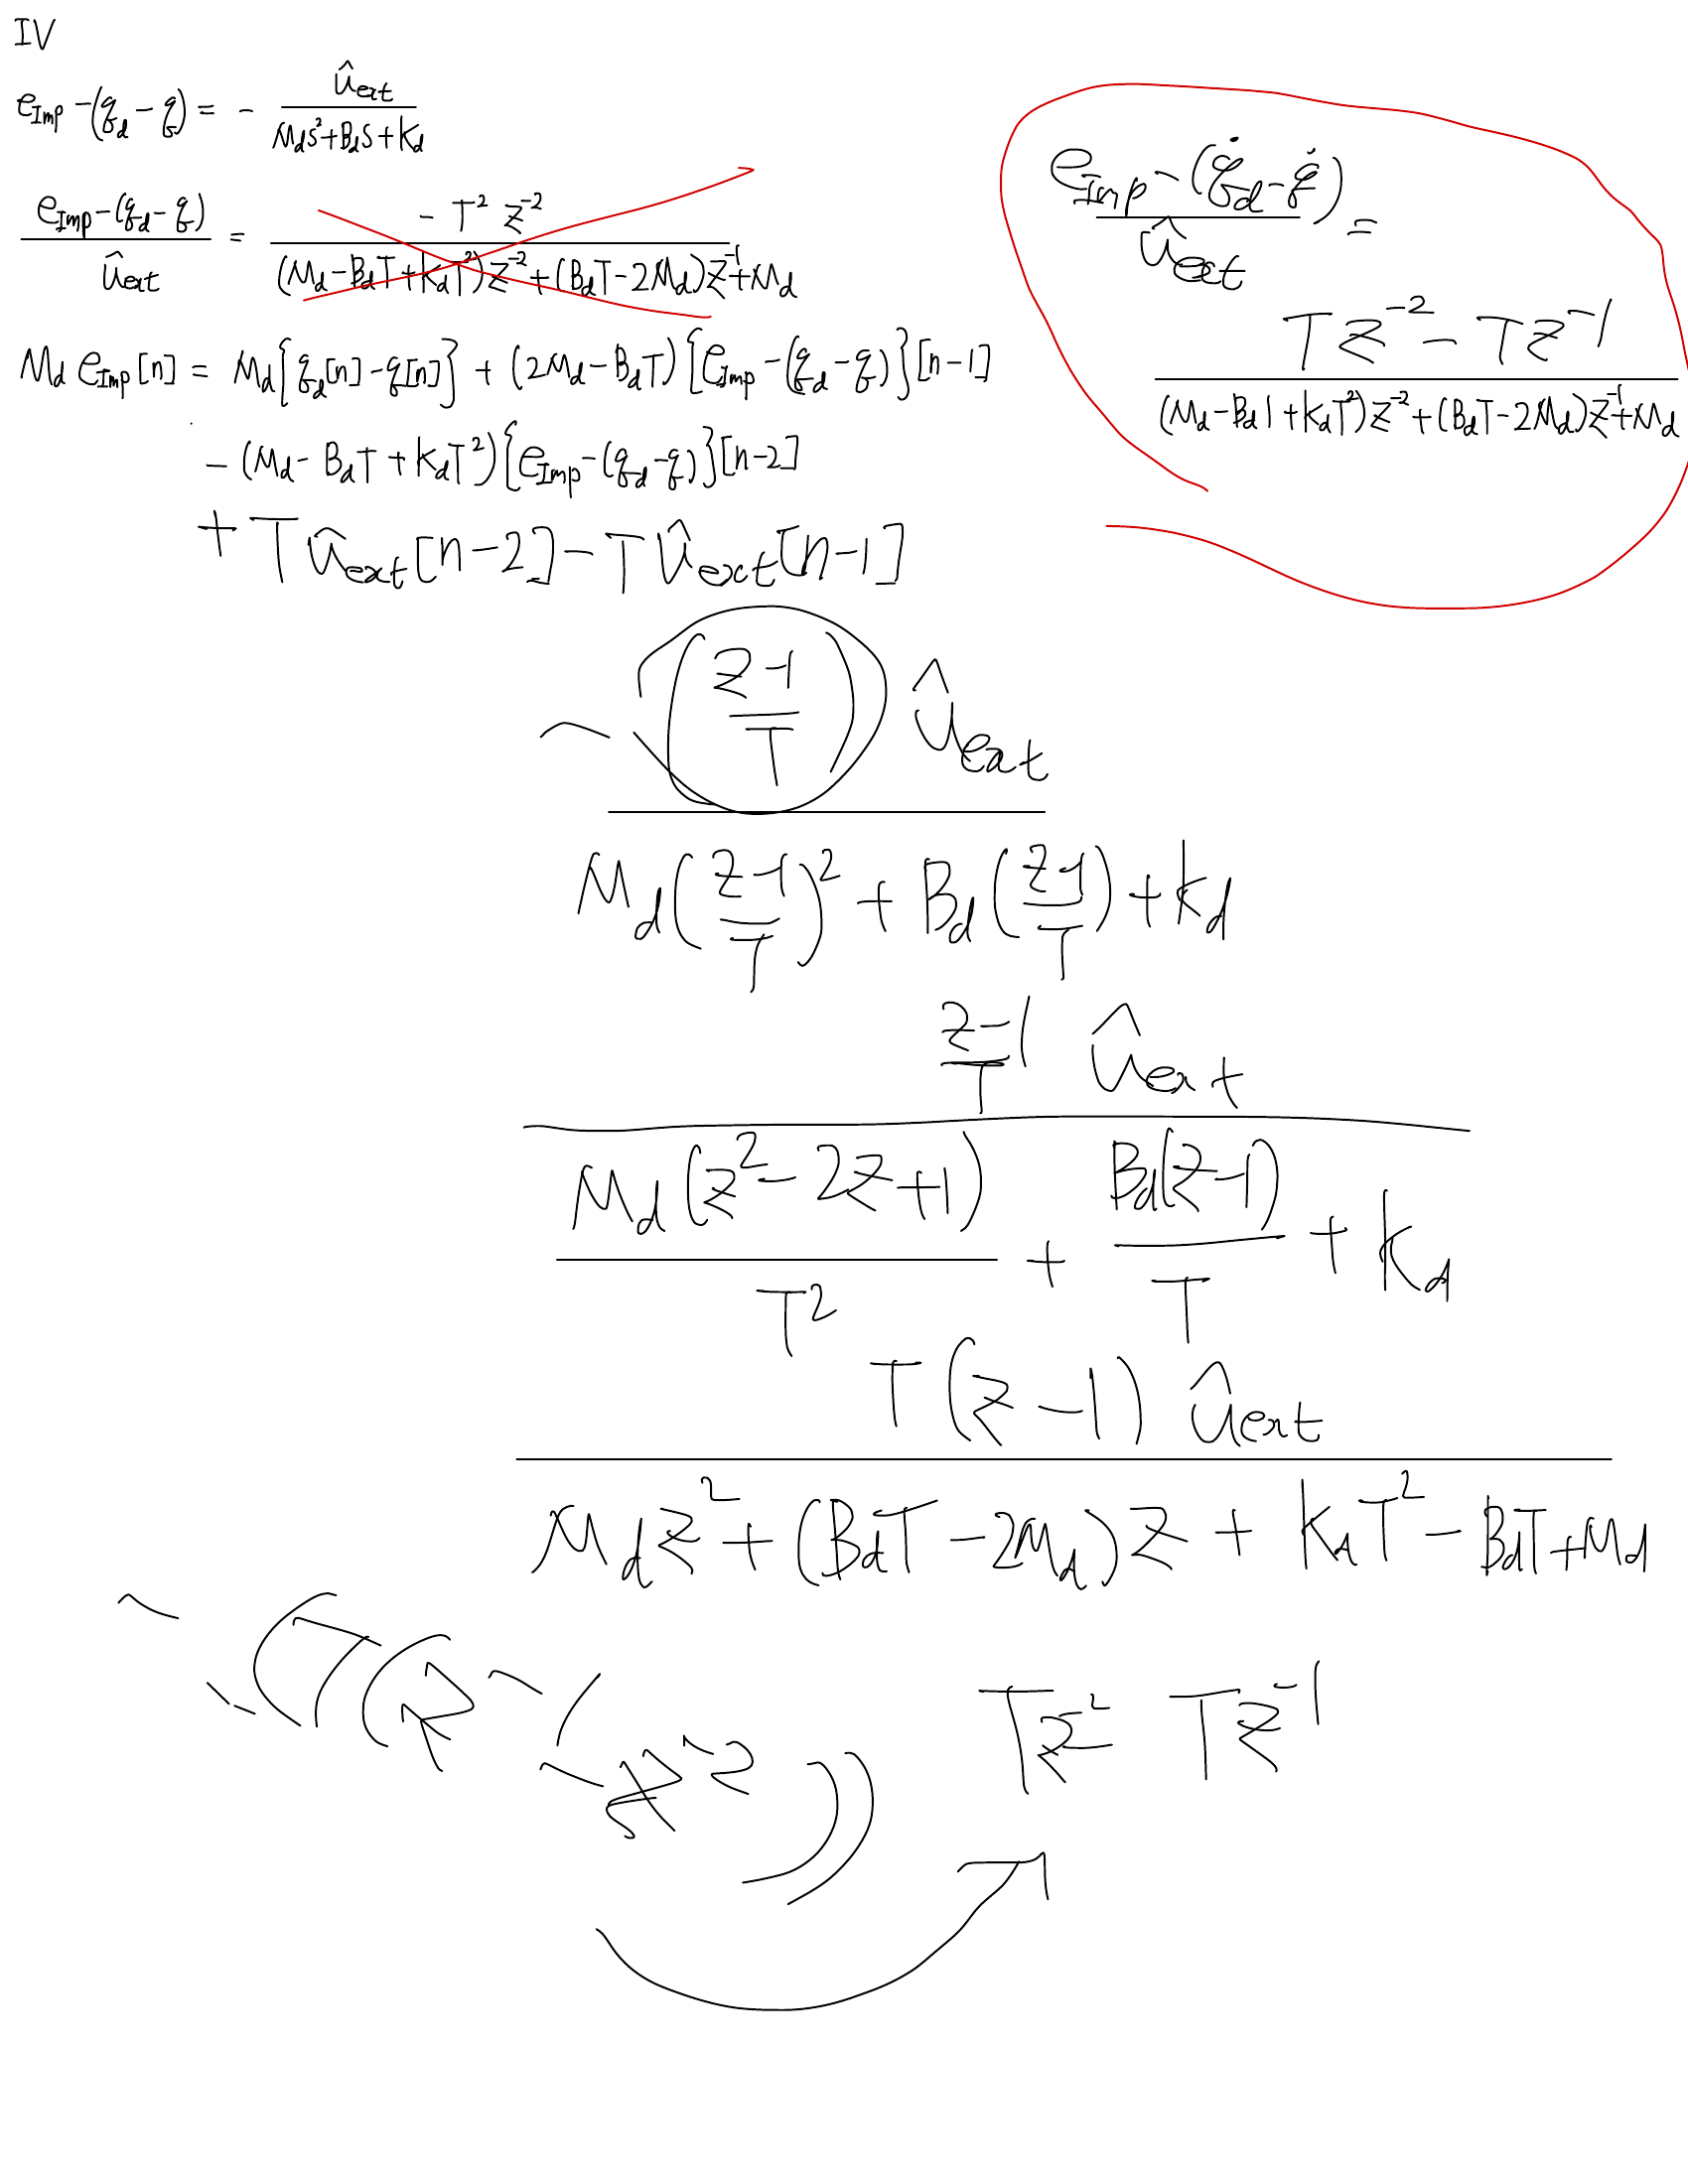 IV
e_Imp - (q_d - q) = - û_ext / (M_d s² + B_d s + K_d)
(e_Imp - (q_d - q)) / û_ext = - T² z⁻² / ((M_d - B_d T + K_d T²) z⁻² + (B_d T - 2M_d) z⁻¹ + M_d)
M_d e_Imp[n] = M_d{q_d[n] - q[n]} + (2M_d - B_d T){e_Imp - (q_d - q)}[n-1]
- (M_d - B_d T + K_d T²){e_Imp - (q_d - q)}[n-2]
+ T û_ext[n-2] - T û_ext[n-1]
(e_Imp - (q̇_d - q̇)) / û_ext =
(T z⁻² - T z⁻¹) / ((M_d - B_d T + K_d T²) z⁻² + (B_d T - 2M_d) z⁻¹ + M_d)
- ((z-1)/T) û_ext
/ (M_d((z-1)/T)² + B_d((z-1)/T) + K_d)
(z-1)/T û_ext
/ (M_d(z² - 2z + 1)/T² + B_d(z-1)/T + K_d)
T(z-1) û_ext
/ (M_d z² + (B_d T - 2M_d) z + K_d T² - B_d T + M_d)
- (T(z⁻¹ - z⁻²))
T z⁻² T z⁻¹